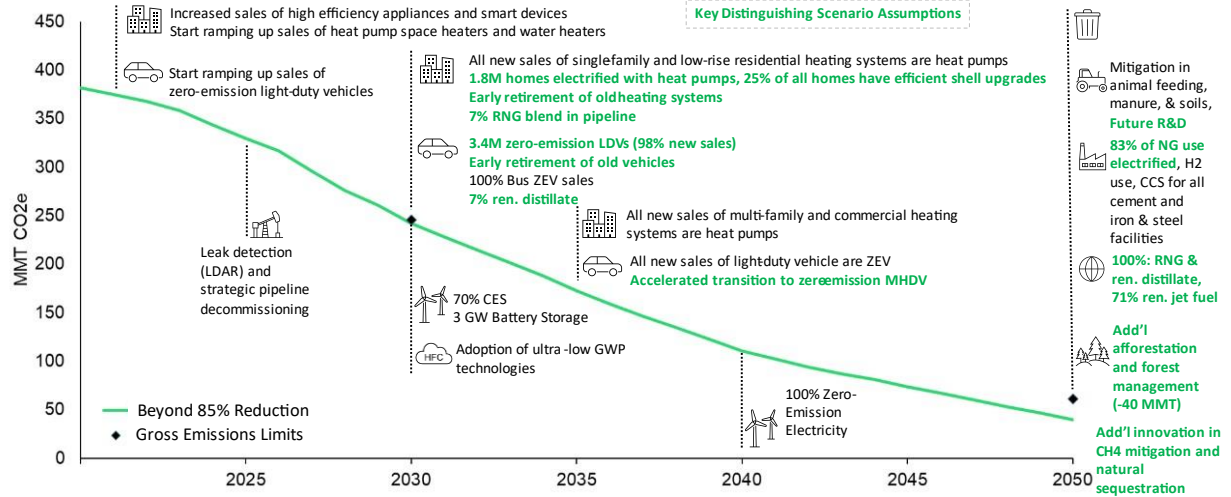 Key Distinguishing Scenario Assumptions
MMT CO2e
450
400
350
300
250
200
150
100
50
0
2025
2030
2035
2040
2045
2050
Increased sales of high efficiency appliances and smart devices
Start ramping up sales of heat pump space heaters and water heaters
Start ramping up sales of
zero-emission light-duty vehicles
Leak detection
(LDAR) and
strategic pipeline
decommissioning
All new sales of singlefamily and low-rise residential heating systems are heat pumps
1.8M homes electrified with heat pumps, 25% of all homes have efficient shell upgrades
Early retirement of oldheating systems
7% RNG blend in pipeline
3.4M zero-emission LDVs (98% new sales)
Early retirement of old vehicles
100% Bus ZEV sales
7% ren. distillate
70% CES
3 GW Battery Storage
HFC
Adoption of ultra -low GWP
technologies
All new sales of multi-family and commercial heating
systems are heat pumps
All new sales of light-duty vehicle are ZEV
Accelerated transition to zeroemission MHDV
100% Zero-
Emission
Electricity
Mitigation in
animal feeding,
manure, & soils,
Future R&D
83% of NG use
electrified, H2
use, CCS for all
cement and
iron & steel
facilities
100%: RNG &
ren. distillate,
71% ren. jet fuel
Add'l
afforestation
and forest
management
(-40 MMT)
Add'l innovation in
CH4 mitigation and
natural
sequestration
Beyond 85% Reduction
Gross Emissions Limits